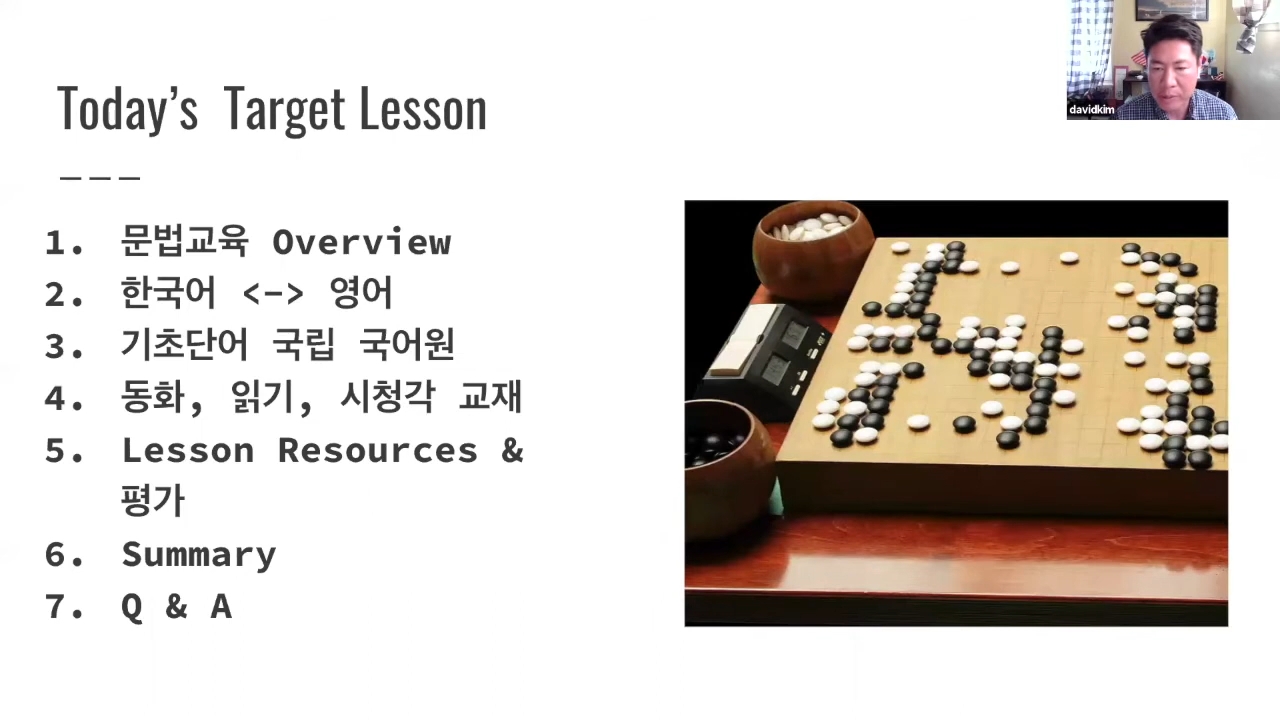 Today’s Target Lesson
davidkim
1. 문법교육 Overview
2. 한국어 <-> 영어
3. 기초단어 국립 국어원
4. 동화, 읽기, 시청각 교재
5. Lesson Resources &
평가
6. Summary
7. Q & A